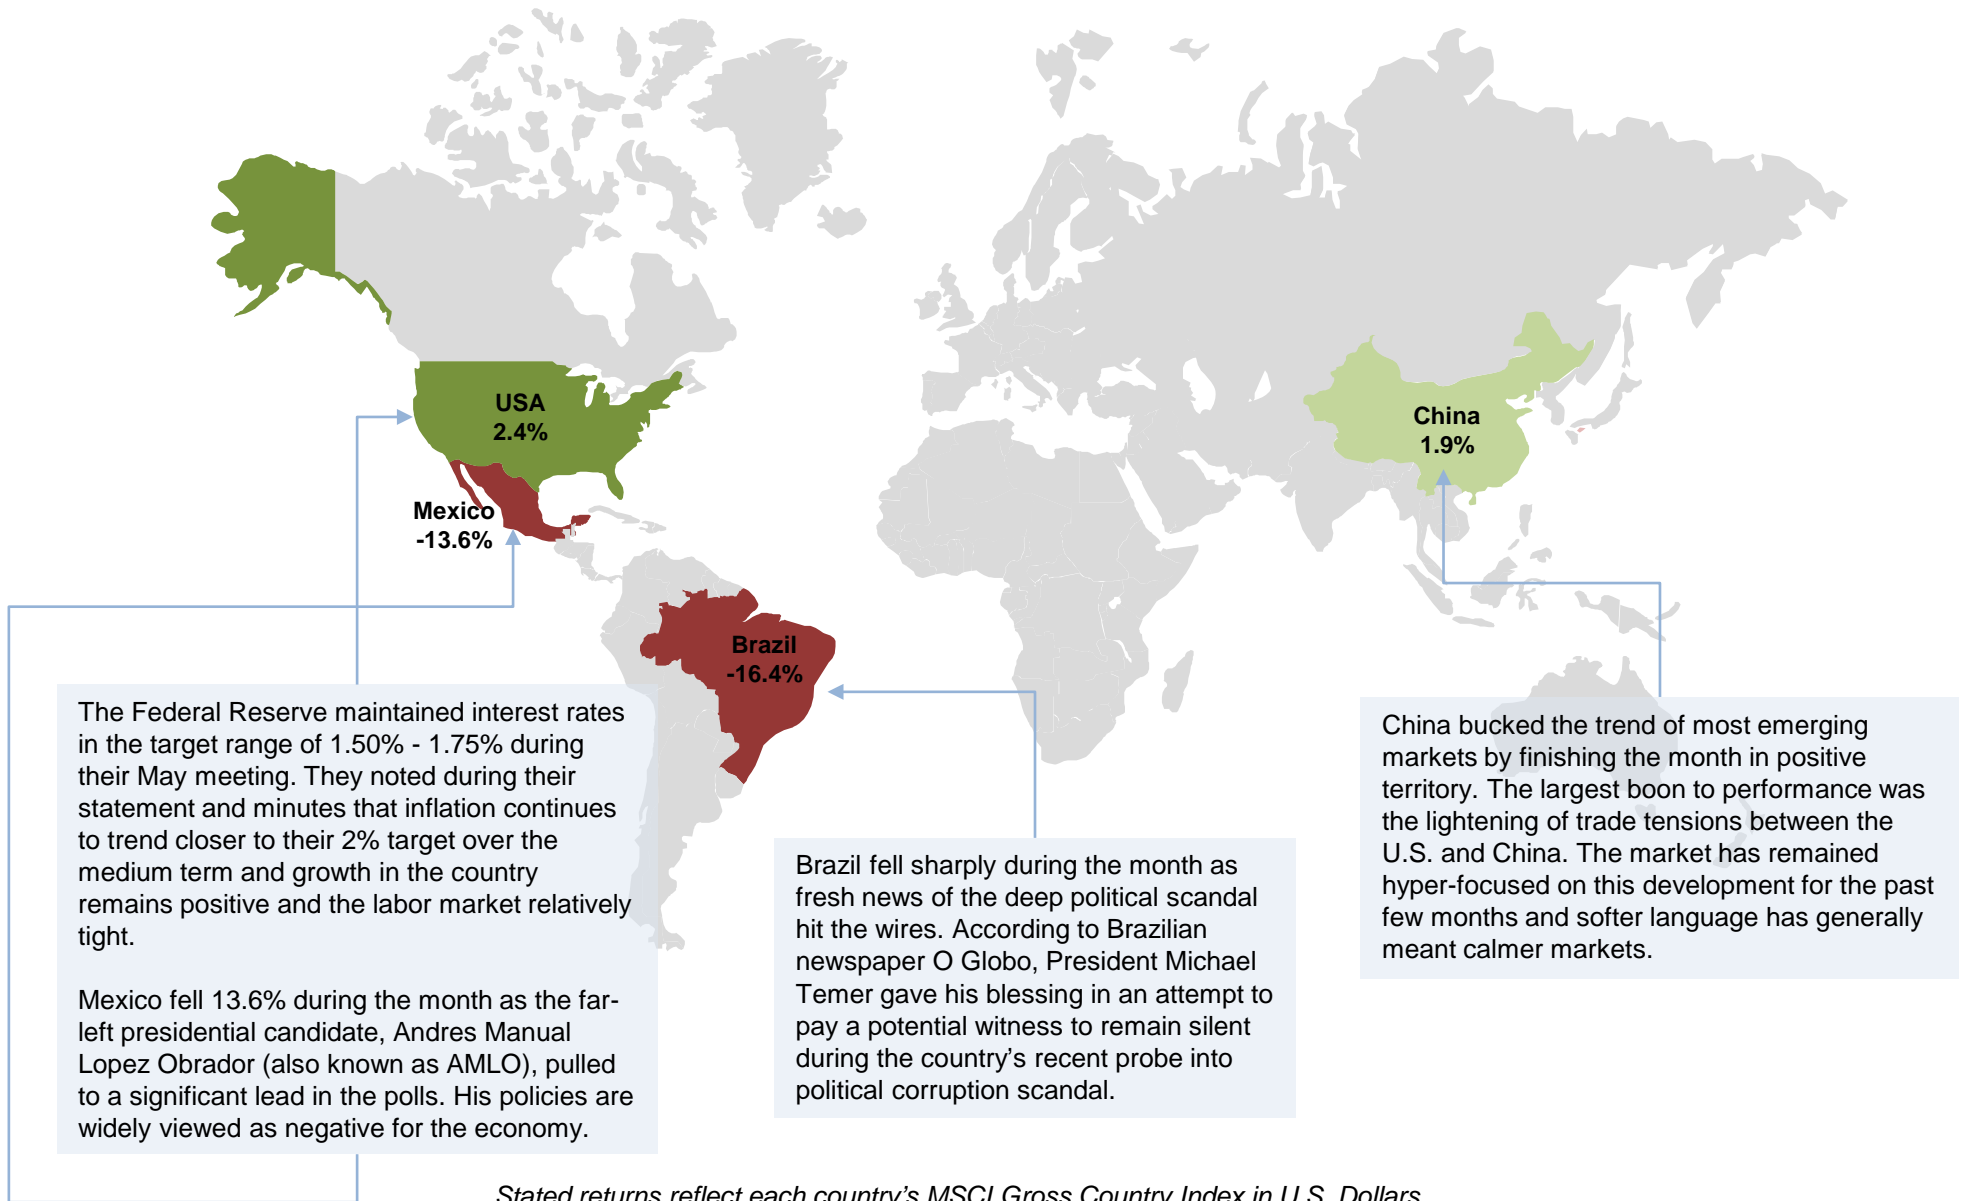 USA
2.4%
China
1.9%
Mexico
-13.6%
Brazil
-16.4%
The Federal Reserve maintained interest rates
in the target range of 1.50% - 1.75% during
their May meeting. They noted during their
statement and minutes that inflation continues
to trend closer to their 2% target over the
medium term and growth in the country
remains positive and the labor market relatively
tight.
Mexico fell 13.6% during the month as the far-
left presidential candidate, Andres Manual
Lopez Obrador (also known as AMLO), pulled
to a significant lead in the polls. His policies are
widely viewed as negative for the economy.
Brazil fell sharply during the month as
fresh news of the deep political scandal
hit the wires. According to Brazilian
newspaper O Globo, President Michael
Temer gave his blessing in an attempt to
pay a potential witness to remain silent
during the country’s recent probe into
political corruption scandal.
China bucked the trend of most emerging
markets by finishing the month in positive
territory. The largest boon to performance was
the lightening of trade tensions between the
U.S. and China. The market has remained
hyper-focused on this development for the past
few months and softer language has generally
meant calmer markets.
Stated returns reflect each country’s MSCI Gross Country Index in U.S. Dollars